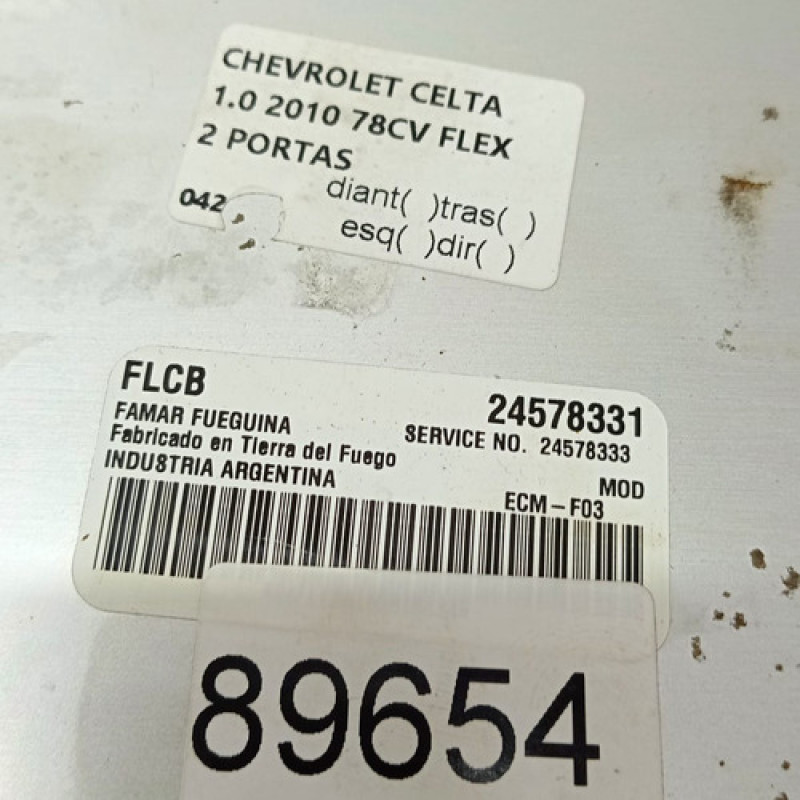 CHEVROLET CELTA
1.0 2010 78CV FLEX
2 PORTAS
042
diant( )tras( )
esq( )dir( )
FLCB
24578331
FAMAR FUEGUINA
SERVICE NO. 24578333
Fabricado en Tierra del Fuego
INDUSTRIA ARGENTINA
MOD
ECM-F03
89654